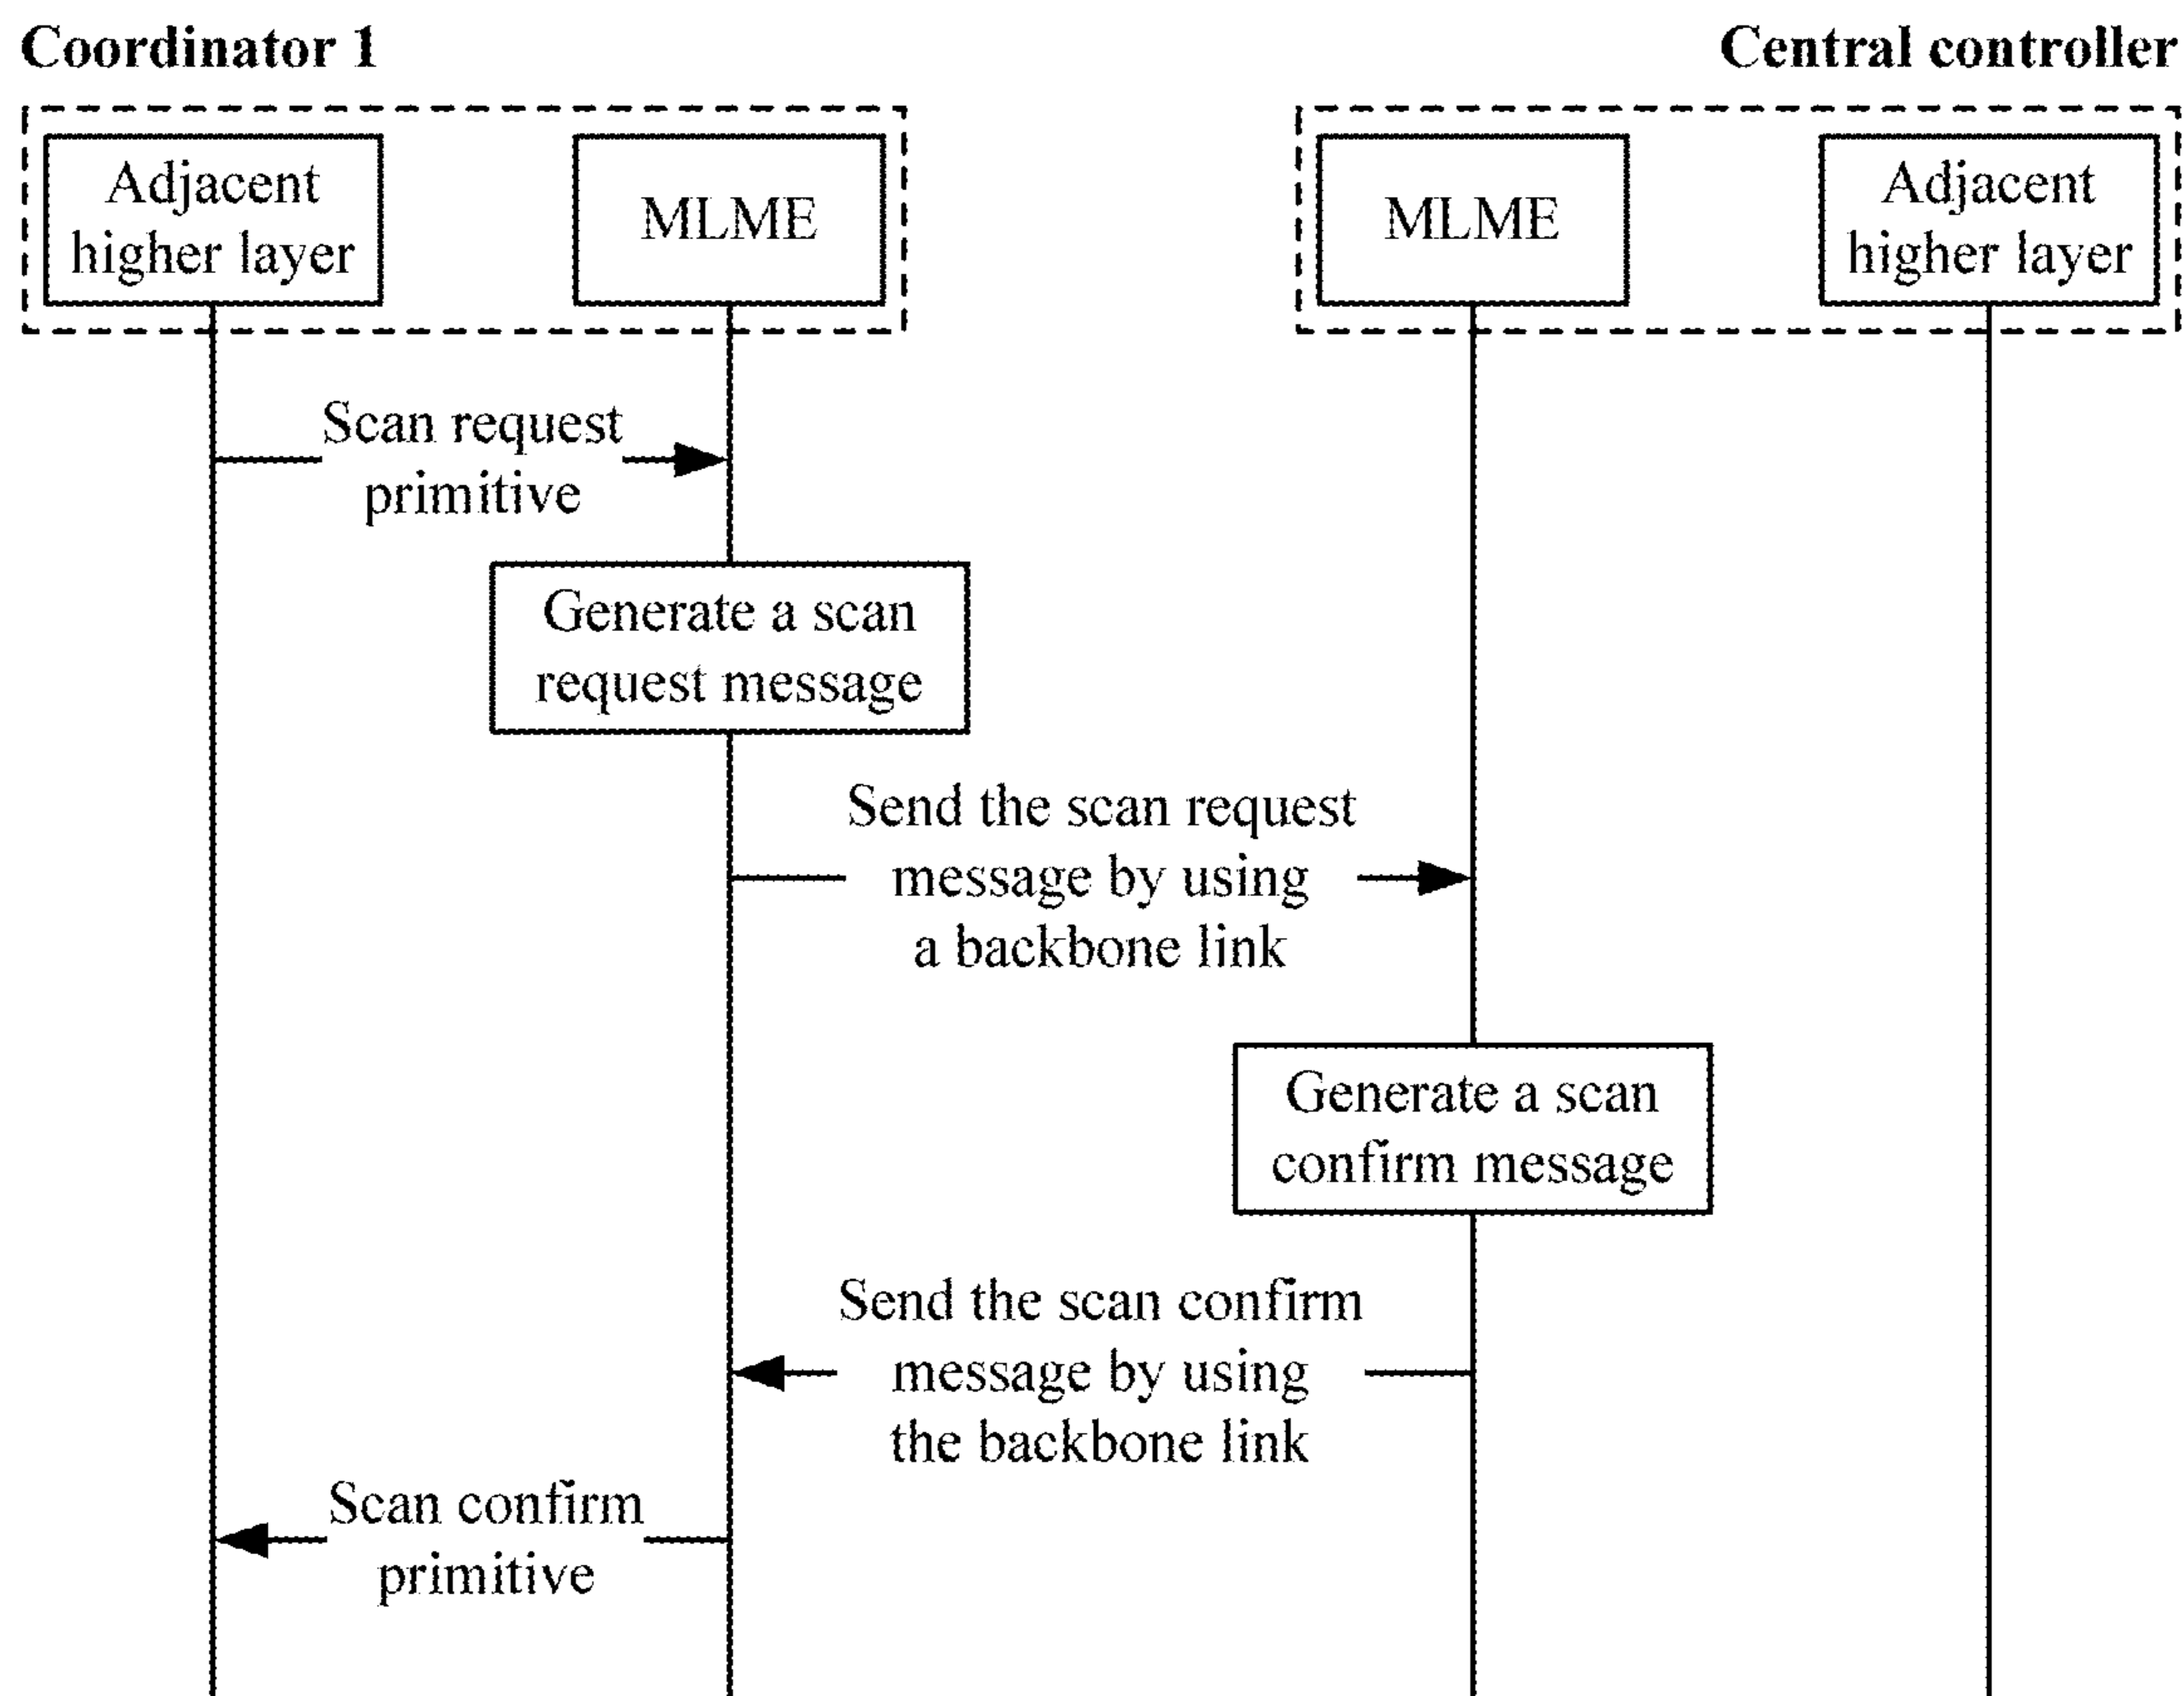 Coordinator 1
Central controller
Adjacent
higher layer
MLME
MLME
Adjacent
higher layer
Scan request
primitive
Generate a scan
request message
Send the scan request
message by using
a backbone link
Generate a scan
confirm message
Send the scan confirm
message by using
the backbone link
Scan confirm
primitive